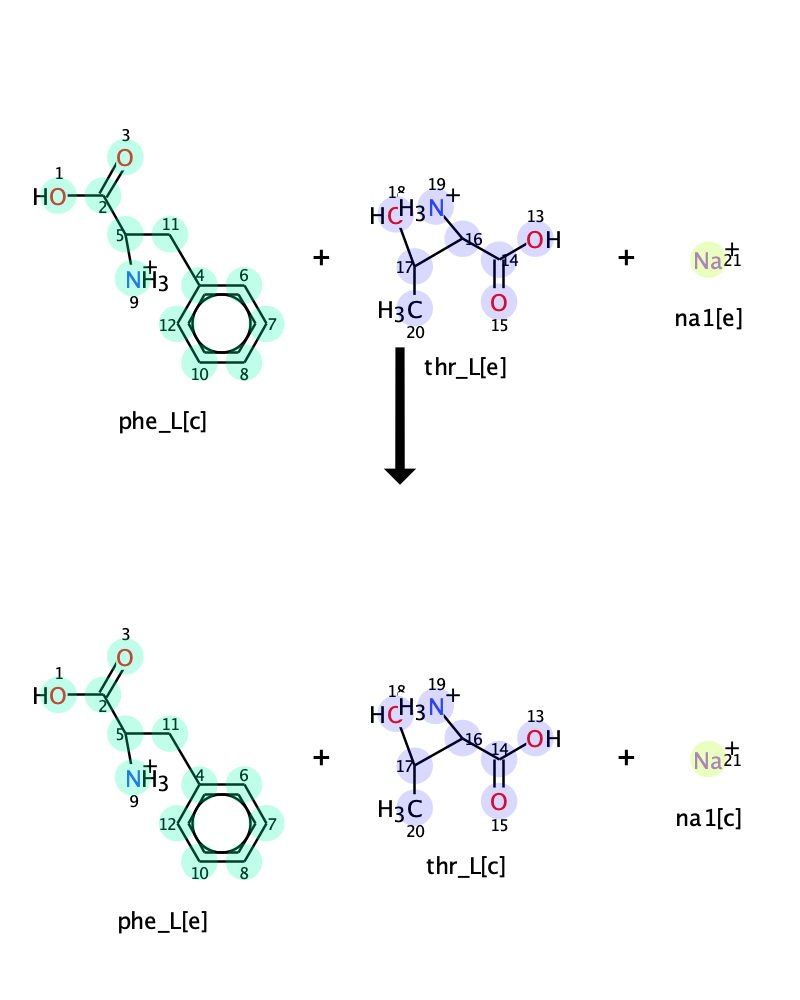 3
1
HO
O
2
5
11
NH3
+
9
4
6
12
7
10
8
phe_L[c]
+
18
19
HO
H3N
+
16
13
OH
14
17
O
15
H3C
20
thr_L[e]
+
Na
+
21
na1[e]
3
1
HO
O
2
5
11
NH3
+
9
4
6
12
7
10
8
phe_L[e]
+
18
19
HO
H3N
+
16
13
OH
14
17
O
15
H3C
20
thr_L[c]
+
Na
+
21
na1[c]